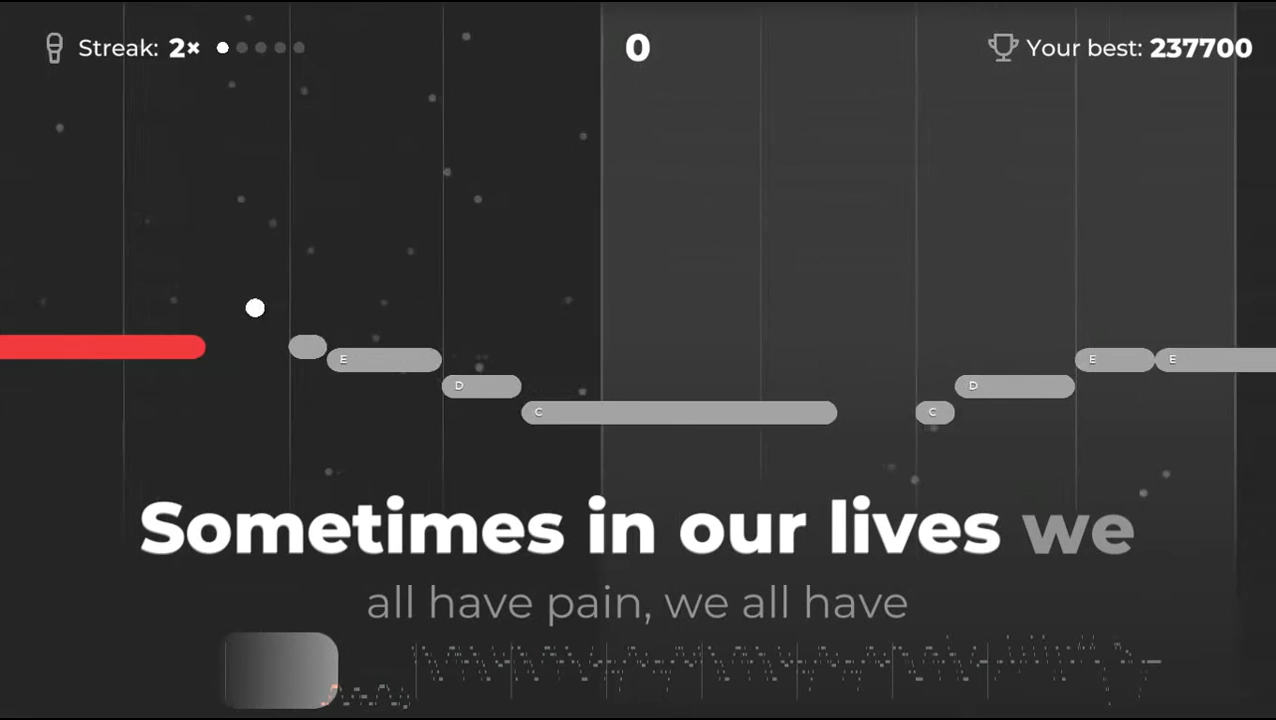 Streak: 2× 0 Your best: 237700
E
D
C
C
D
E E
Sometimes in our lives we
all have pain, we all have